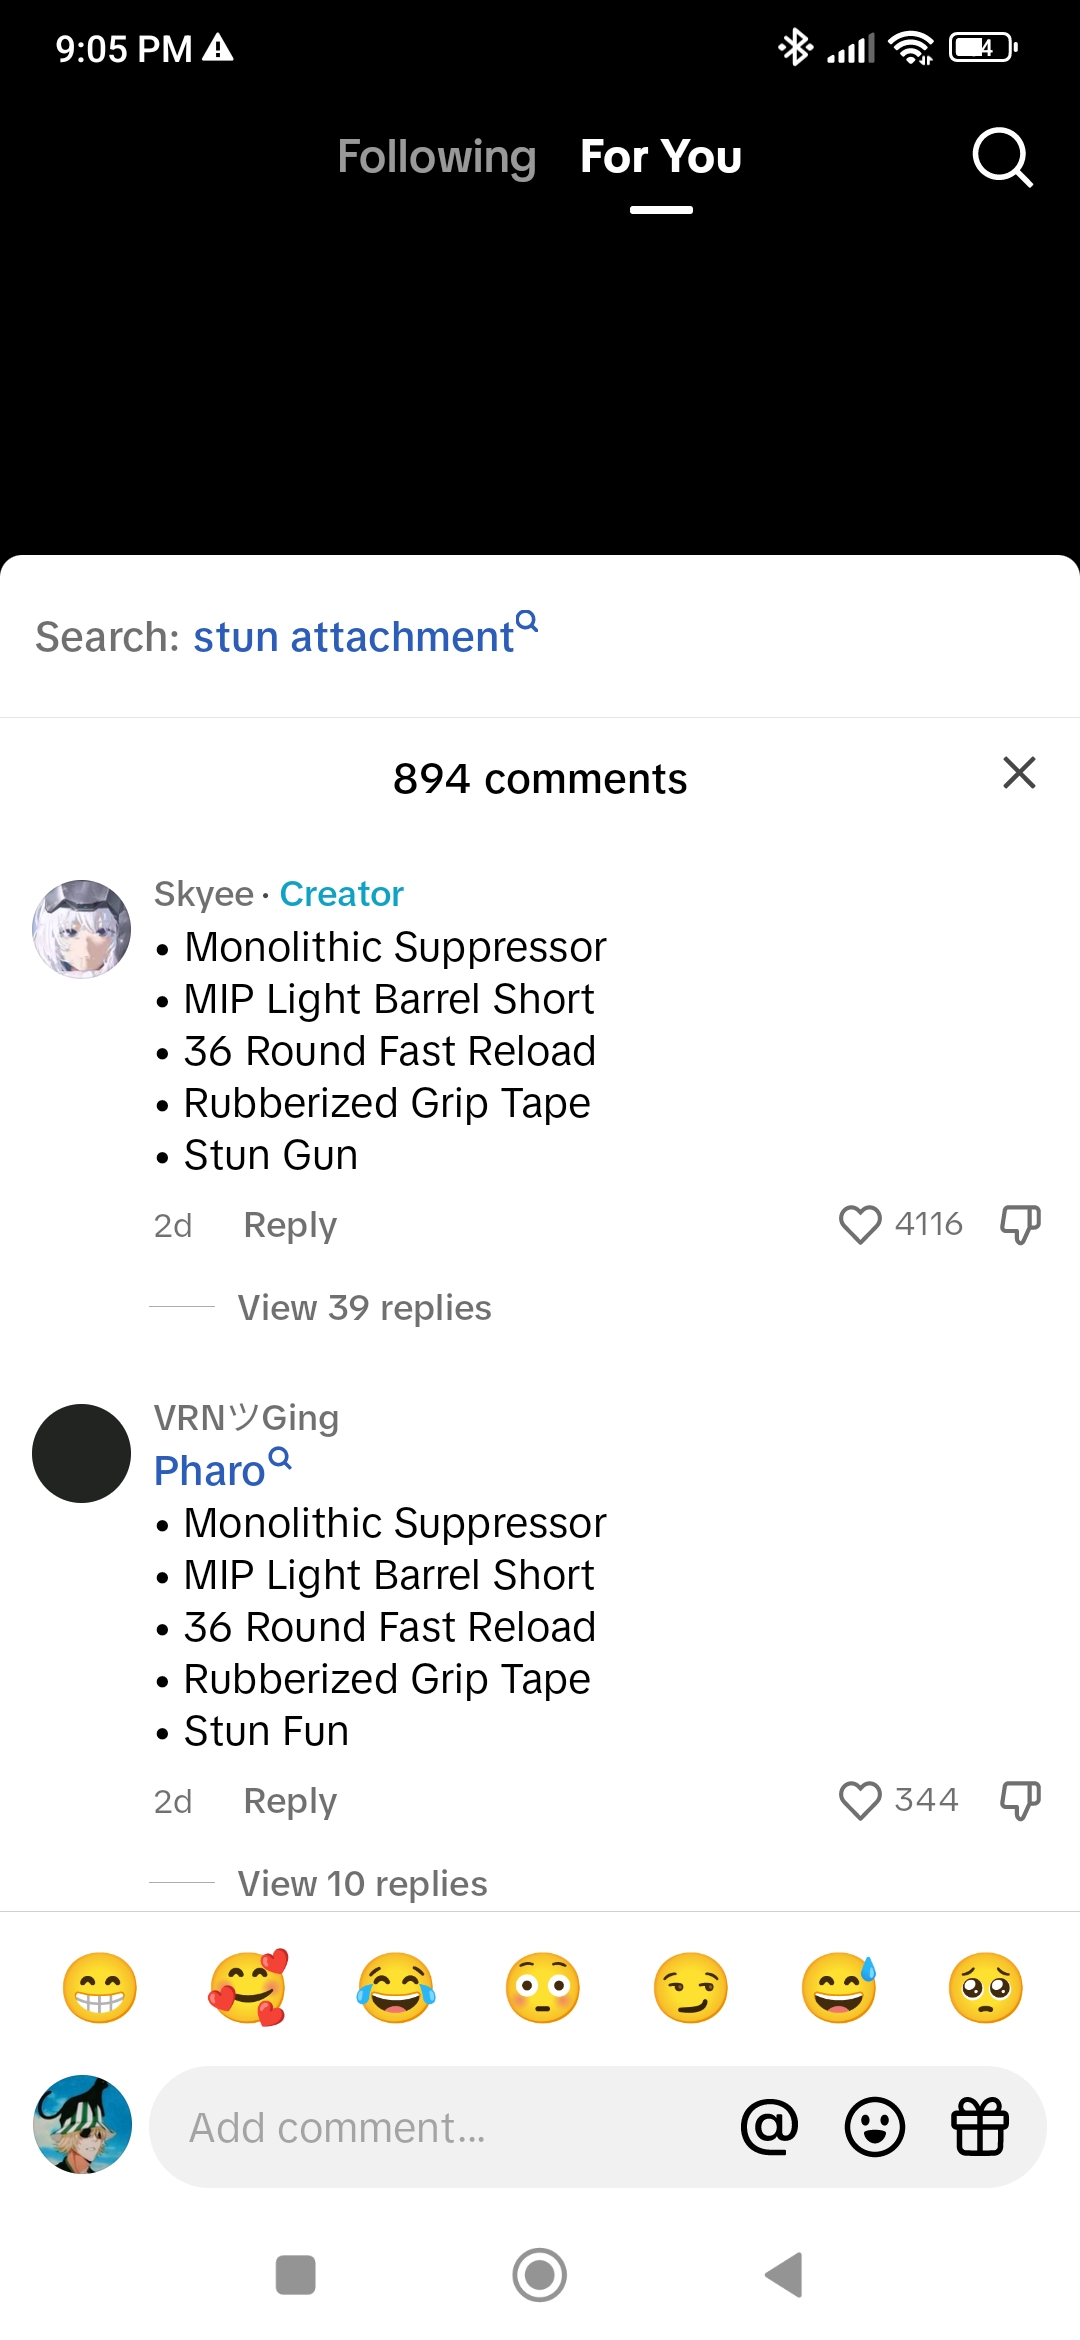 9:05 PM
Following For You
Search: stun attachment
894 comments
Skyee · Creator
• Monolithic Suppressor
• MIP Light Barrel Short
• 36 Round Fast Reload
• Rubberized Grip Tape
• Stun Gun
2d Reply 4116
View 39 replies
VRNツGing
Pharo
• Monolithic Suppressor
• MIP Light Barrel Short
• 36 Round Fast Reload
• Rubberized Grip Tape
• Stun Fun
2d Reply 344
View 10 replies
Add comment...